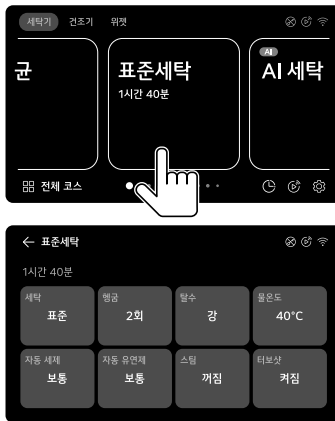 세탁기 건조기 위젯
균
표준세탁
1시간 40분
AI
AI 세탁
전체 코스
← 표준세탁
1시간 40분
세탁 헹굼 탈수 물온도
표준 2회 강 40°C
자동 세제 자동 유연제 스팀 터보샷
보통 보통 꺼짐 켜짐